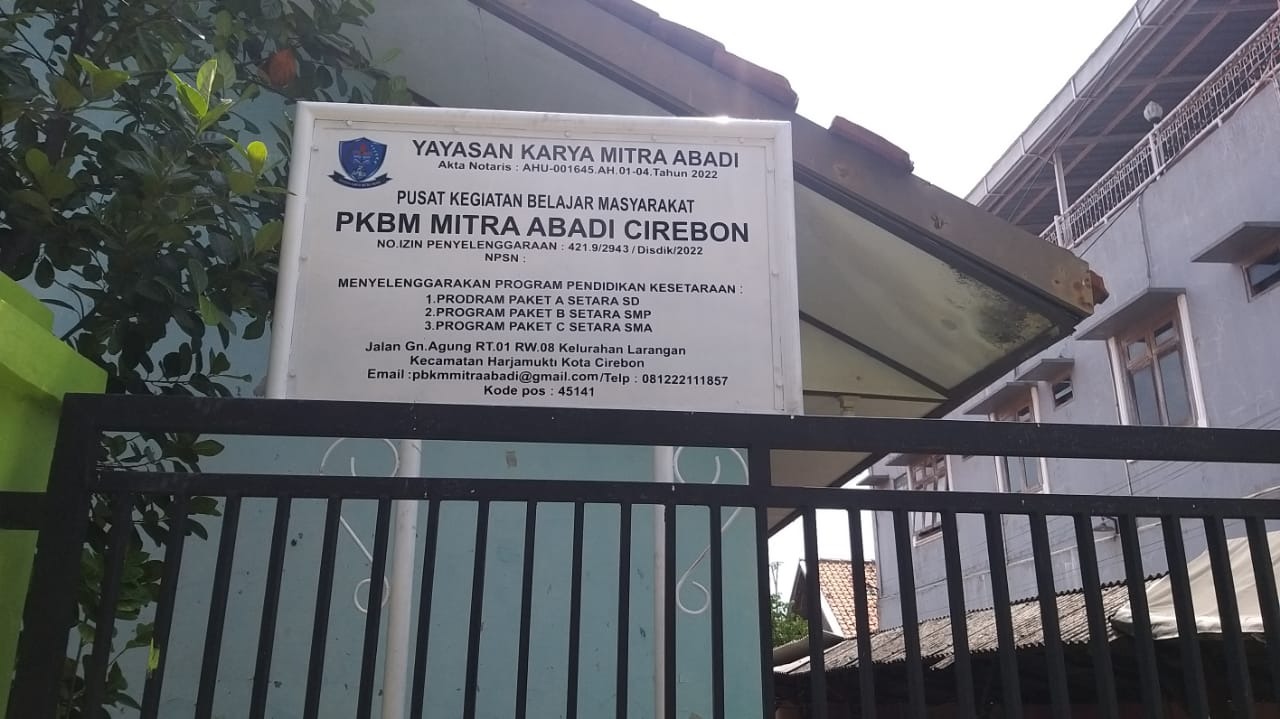 YAYASAN KARYA MITRA ABADI
Akta Notaris : AHU-001645.AH.01-04.Tahun 2022
PUSAT KEGIATAN BELAJAR MASYARAKAT
PKBM MITRA ABADI CIREBON
NO.IZIN PENYELENGGARAAN : 421.9/2943/Disdik/2022
NPSN :
MENYELENGGARAKAN PROGRAM PENDIDIKAN KESETARAAN :
1.PRODRAM PAKET A SETARA SD
2.PROGRAM PAKET B SETARA SMP
3.PROGRAM PAKET C SETARA SMA
Jalan Gn.Agung RT.01 RW.08 Kelurahan Larangan
Kecamatan Harjamukti Kota Cirebon
Email :pbkmmitraabadi@gmail.com/Telp : 081222111857
Kode pos : 45141